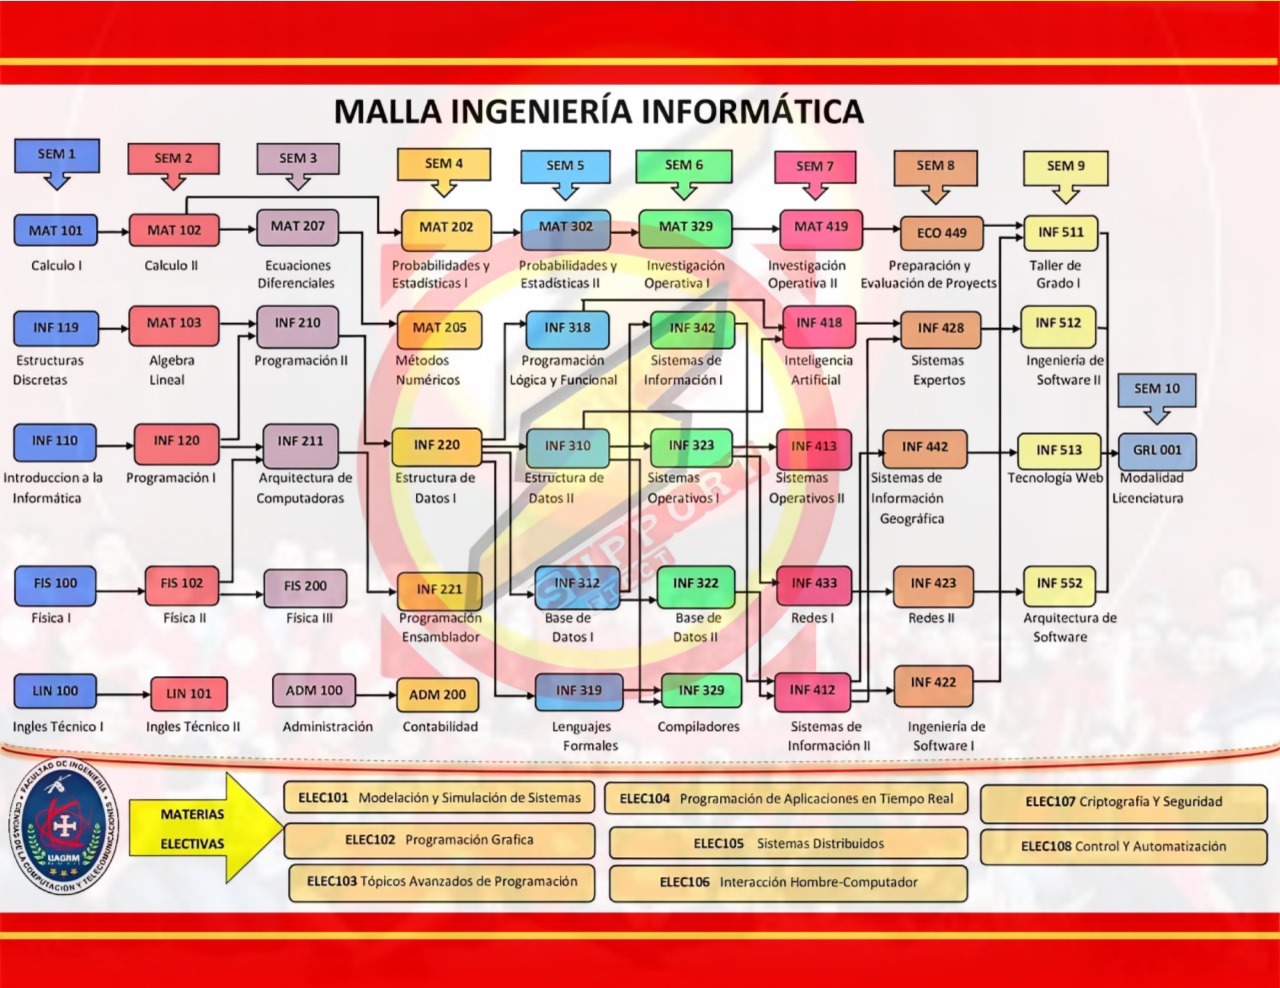 MALLA INGENIERÍA INFORMÁTICA
SEM 1
SEM 2
SEM 3
SEM 4
SEM 5
SEM 6
SEM 7
SEM 8
SEM 9
MAT 101
MAT 102
MAT 207
MAT 202
MAT 302
MAT 329
MAT 419
ECO 449
INF 511
Calculo I
Calculo II
Ecuaciones
Diferenciales
Probabilidades y
Estadísticas I
Probabilidades y
Estadísticas II
Investigación
Operativa I
Investigación
Operativa II
Preparación y
Evaluación de Proyects
Taller de
Grado I
INF 119
MAT 103
INF 210
MAT 205
INF 318
INF 342
INF 418
INF 428
INF 512
Estructuras
Discretas
Algebra
Lineal
Programación II
Métodos
Numéricos
Programación
Lógica y Funcional
Sistemas de
Información I
Inteligencia
Artificial
Sistemas
Expertos
Ingeniería de
Software II
SEM 10
INF 110
INF 120
INF 211
INF 220
INF 310
INF 323
INF 413
INF 442
INF 513
GRL 001
Introduccion a la
Informática
Programación I
Arquitectura de
Computadoras
Estructura de
Datos I
Estructura de
Datos II
Sistemas
Operativos I
Sistemas
Operativos II
Sistemas de
Información
Geográfica
Tecnología Web
Modalidad
Licenciatura
SUPPORT
FIS 100
FIS 102
FIS 200
INF 221
INF 312
INF 322
INF 433
INF 423
INF 552
Física I
Física II
Física III
Programación
Ensamblador
Base de
Datos I
Base de
Datos II
Redes I
Redes II
Arquitectura de
Software
LIN 100
LIN 101
ADM 100
ADM 200
INF 319
INF 329
INF 412
INF 422
Ingles Técnico I
Ingles Técnico II
Administración
Contabilidad
Lenguajes
Formales
Compiladores
Sistemas de
Información II
Ingeniería de
Software I
FACULTAD DE INGENIERIA
CIENCIAS DE LA COMPUTACIÓN Y TELECOMUNICACIONES
UAGRM
MATERIAS
ELECTIVAS
ELEC101 Modelación y Simulación de Sistemas
ELEC104 Programación de Aplicaciones en Tiempo Real
ELEC107 Criptografía Y Seguridad
ELEC102 Programación Grafica
ELEC105 Sistemas Distribuidos
ELEC108 Control Y Automatización
ELEC103 Tópicos Avanzados de Programación
ELEC106 Interacción Hombre-Computador